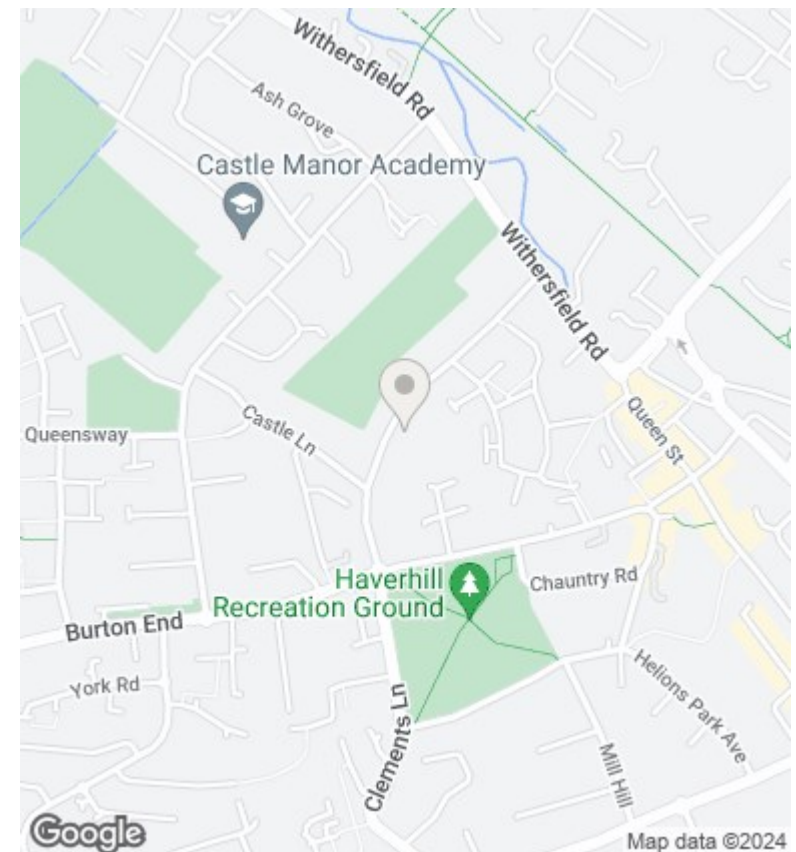 Withersfield Rd
Ash Grove
Castle Manor Academy
Withersfield Rd
Queen St
Queensway
Castle Ln
Haverhill
Recreation Ground
Chauntry Rd
Burton End
York Rd
Helions Park Ave
Clements Ln
Mill Hill
Google
Map data ©2024